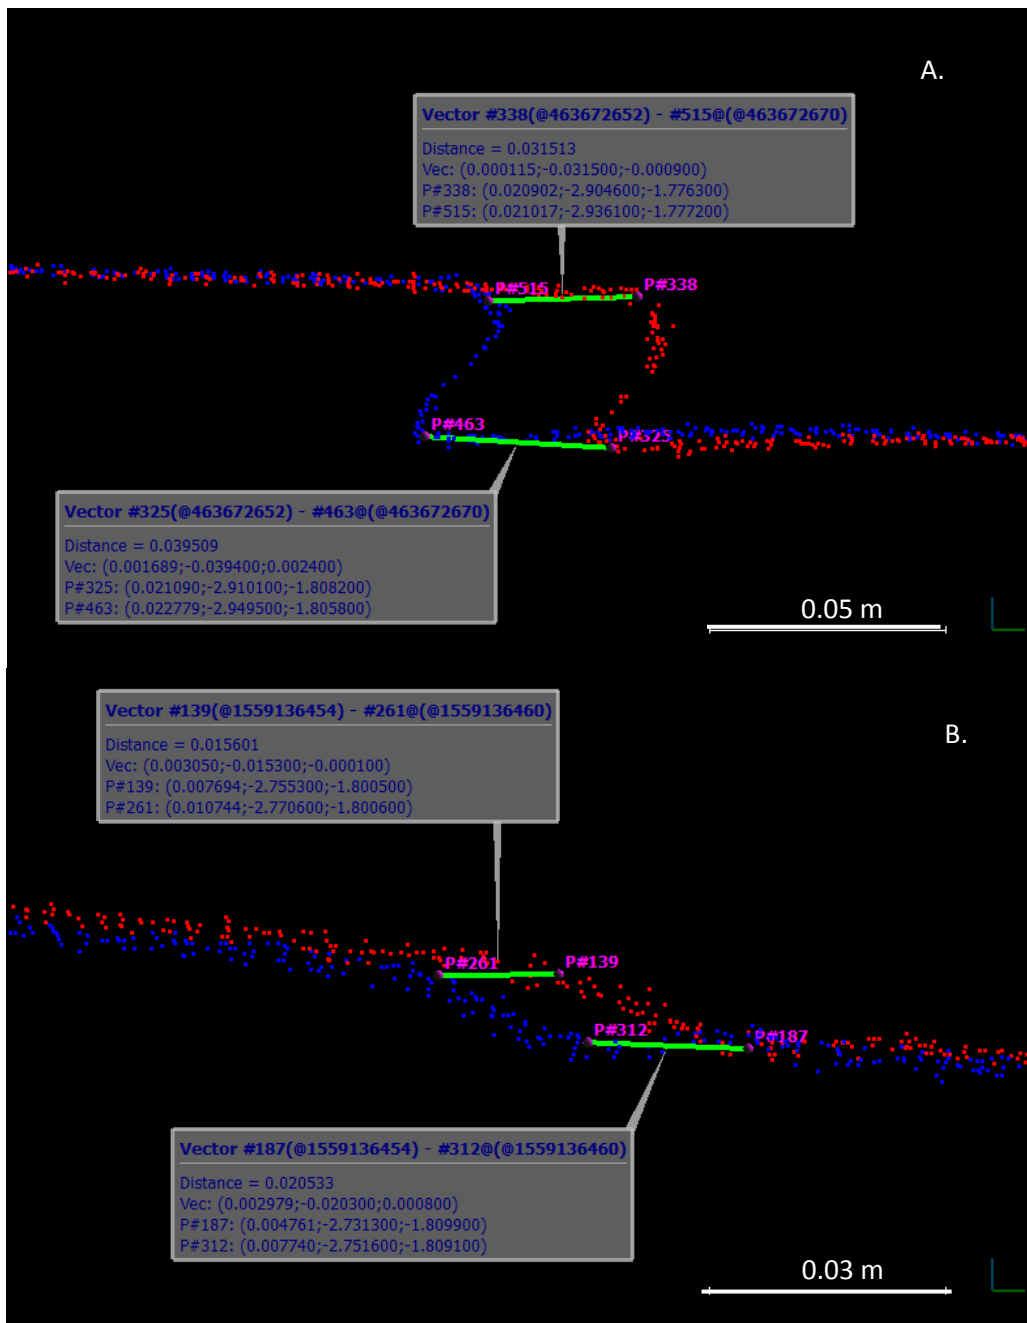 A.
Vector #338(@463672652) - #515@(@463672670)
Distance = 0.031513
Vec: (0.000115;-0.031500;-0.000900)
P#338: (0.020902;-2.904600;-1.776300)
P#515: (0.021017;-2.936100;-1.777200)
P#515
P#338
P#463
P#325
Vector #325(@463672652) - #463@(@463672670)
Distance = 0.039509
Vec: (0.001689;-0.039400;0.002400)
P#325: (0.021090;-2.910100;-1.808200)
P#463: (0.022779;-2.949500;-1.805800)
0.05 m
Vector #139(@1559136454) - #261@(@1559136460)
Distance = 0.015601
Vec: (0.003050;-0.015300;-0.000100)
P#139: (0.007694;-2.755300;-1.800500)
P#261: (0.010744;-2.770600;-1.800600)
B.
P#261
P#139
P#312
P#187
Vector #187(@1559136454) - #312@(@1559136460)
Distance = 0.020533
Vec: (0.002979;-0.020300;0.000800)
P#187: (0.004761;-2.731300;-1.809900)
P#312: (0.007740;-2.751600;-1.809100)
0.03 m